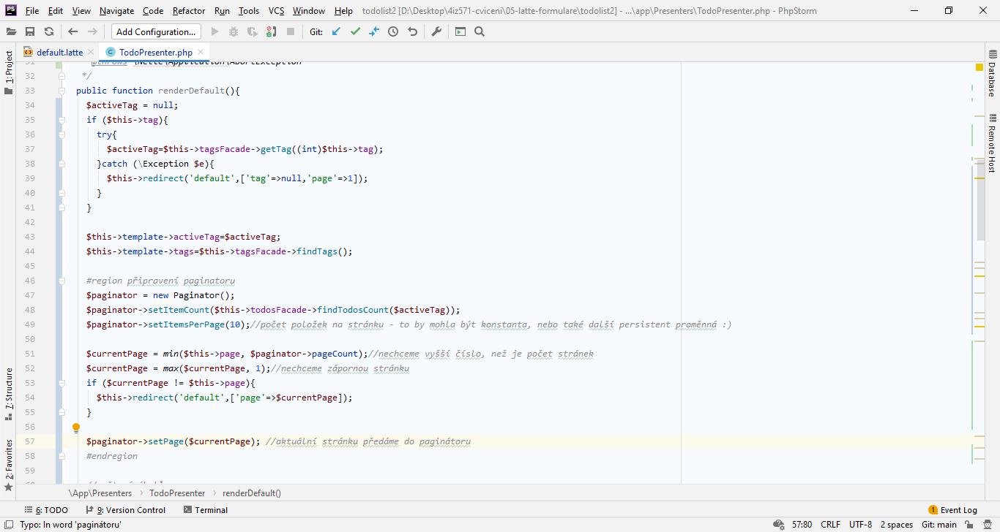 PS File Edit View Navigate Code Refactor Run Tools VCS Window Help todolist2 [D:\Desktop\4iz571-cviceni\05-latte-formulare\todolist2] - ...\app\Presenters\TodoPresenter.php - PhpStorm
Add Configuration... Git:
default.latte C TodoPresenter.php
1: Project
7: Structure
2: Favorites
31 @throws \Nette\Application\AbortException
32 */
33 public function renderDefault(){
34 $activeTag = null;
35 if ($this->tag){
36 try{
37 $activeTag=$this->tagsFacade->getTag((int)$this->tag);
38 }catch (\Exception $e){
39 $this->redirect('default',['tag'=>null,'page'=>1]);
40 }
41 }
42
43 $this->template->activeTag=$activeTag;
44 $this->template->tags=$this->tagsFacade->findTags();
45
46 #region připravení paginatoru
47 $paginator = new Paginator();
48 $paginator->setItemCount($this->todosFacade->findTodosCount($activeTag));
49 $paginator->setItemsPerPage(10);//počet položek na stránku - to by mohla být konstanta, nebo také další persistent proměnná :)
50
51 $currentPage = min($this->page, $paginator->pageCount);//nechceme vyšší číslo, než je počet stránek
52 $currentPage = max($currentPage, 1);//nechceme zápornou stránku
53 if ($currentPage != $this->page){
54 $this->redirect('default',['page'=>$currentPage]);
55 }
56
57 $paginator->setPage($currentPage); //aktuální stránku předáme do paginátoru
58 #endregion
59
Database
Remote Host
\App\Presenters TodoPresenter renderDefault()
6: TODO 9: Version Control Terminal 1 Event Log
Typo: In word 'paginátoru' 57:80 CRLF UTF-8 2 spaces Git: main